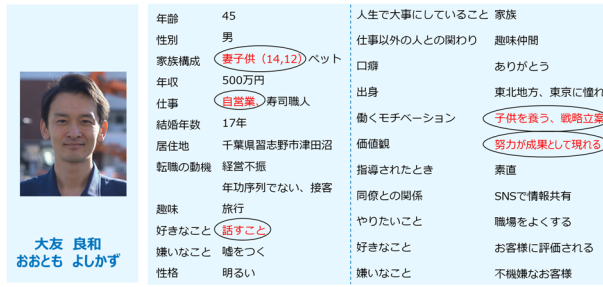 大友 良和
おおとも よしかず
年齢 45
性別 男
家族構成 妻子供（14,12）ペット
年収 500万円
仕事 自営業、寿司職人
結婚年数 17年
居住地 千葉県習志野市津田沼
転職の動機 経営不振
年功序列でない、接客
趣味 旅行
好きなこと 話すこと
嫌いなこと 嘘をつく
性格 明るい
人生で大事にしていること 家族
仕事以外の人との関わり 趣味仲間
口癖 ありがとう
出身 東北地方、東京に憧れ
働くモチベーション 子供を養う、戦略立案
価値観 努力が成果として現れる
指導されたとき 素直
同僚との関係 SNSで情報共有
やりたいこと 職場をよくする
好きなこと お客様に評価される
嫌いなこと 不機嫌なお客様